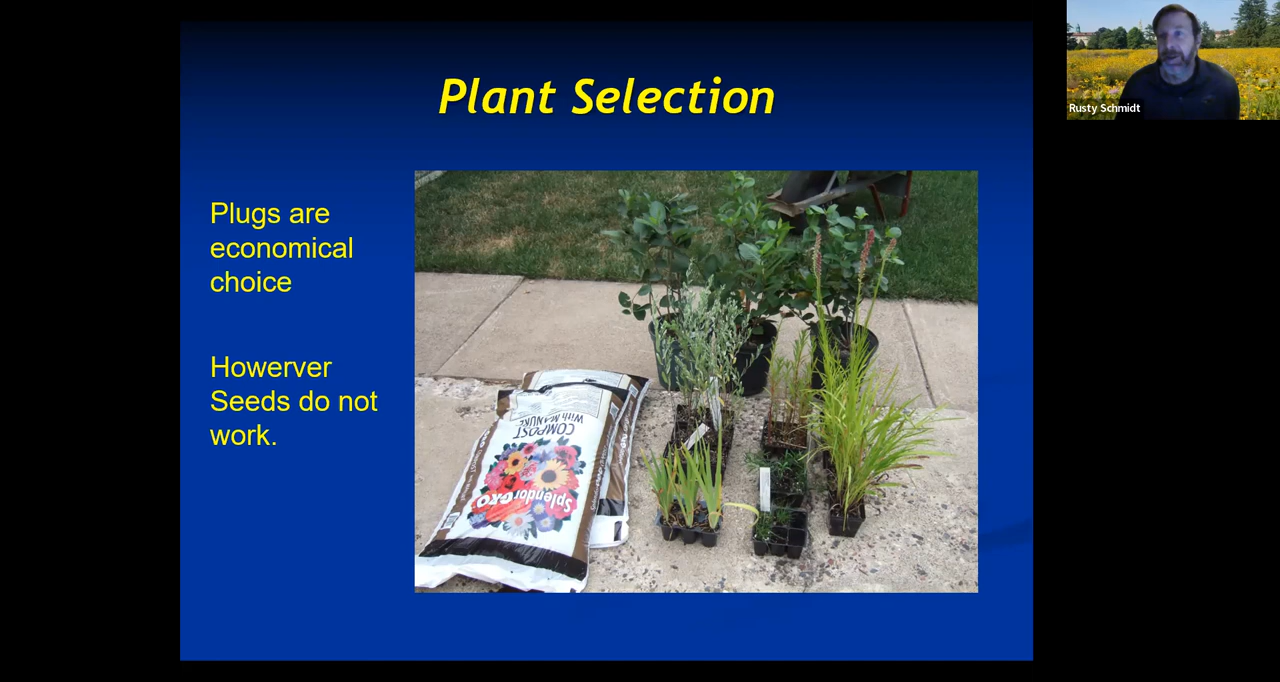 Plant Selection
Rusty Schmidt
Plugs are
economical
choice
Howerver
Seeds do not
work.
COMPOST
With MANURE
SplendorGRO